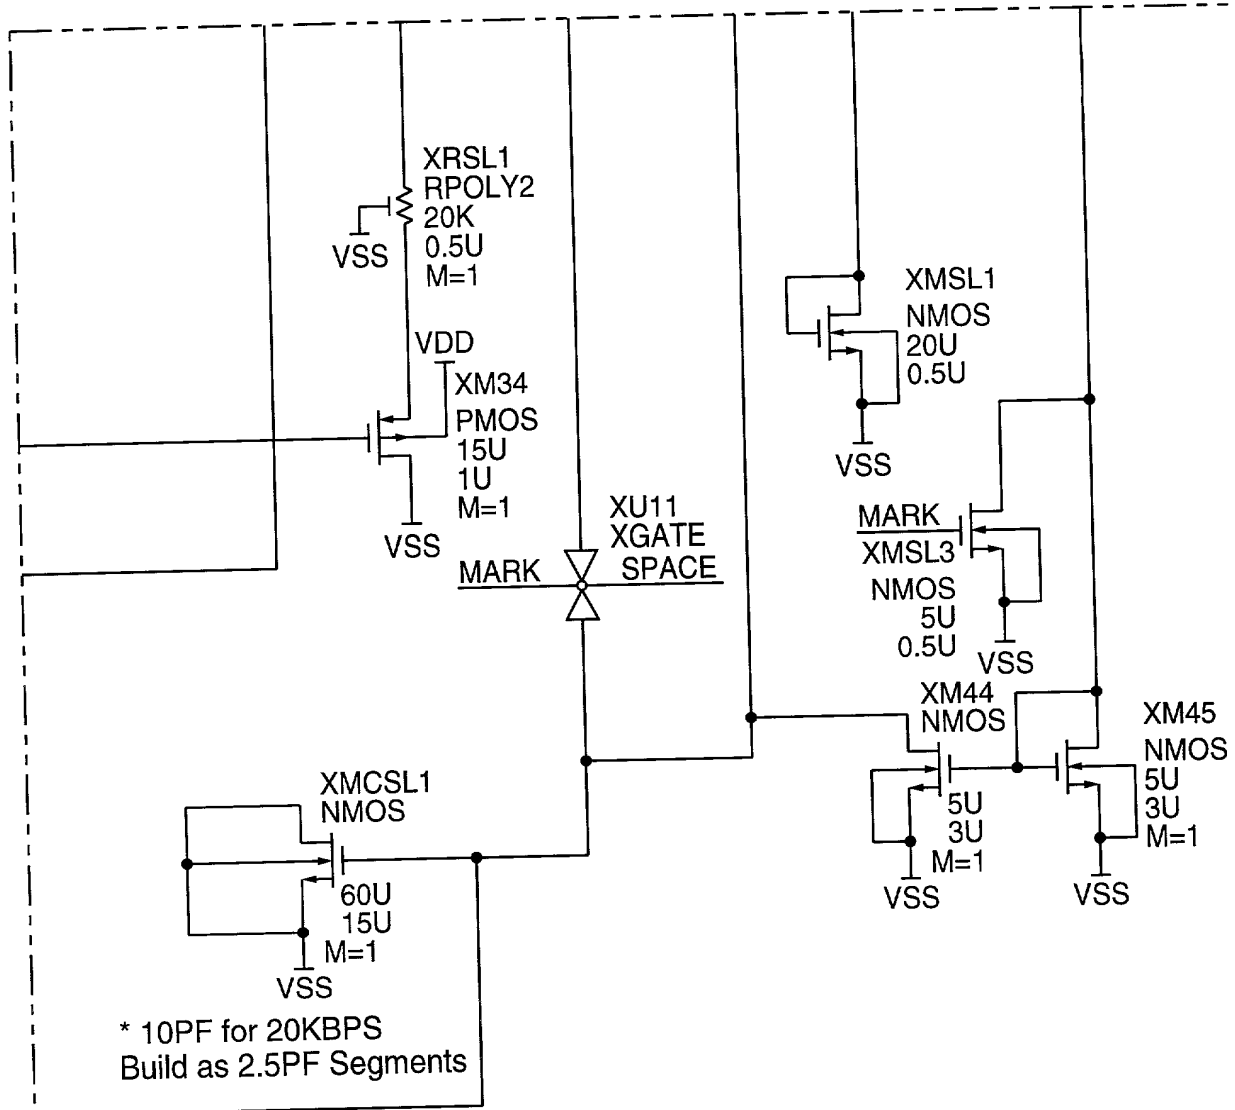 XRSL1
RPOLY2
20K
0.5U
M=1
VSS
VDD
XM34
PMOS
15U
1U
M=1
VSS
XU11
XGATE
MARK SPACE
XMSL1
NMOS
20U
0.5U
VSS
MARK
XMSL3
NMOS
5U
0.5U
VSS
XM44
NMOS
5U
3U
M=1
VSS
XM45
NMOS
5U
3U
M=1
VSS
XMCSL1
NMOS
60U
15U
M=1
VSS
* 10PF for 20KBPS
Build as 2.5PF Segments